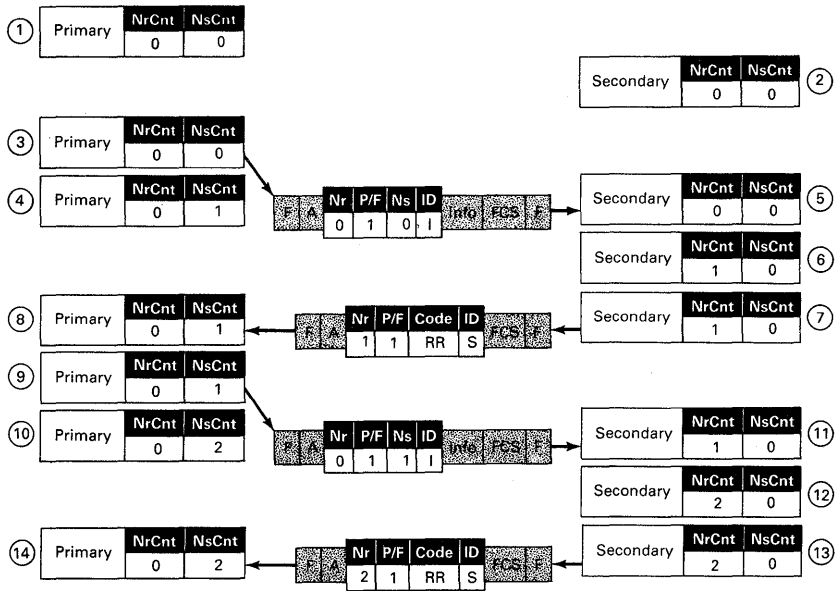 1 Primary NrCnt NsCnt
0 0
Secondary NrCnt NsCnt 2
0 0
3 Primary NrCnt NsCnt
0 0
4 Primary NrCnt NsCnt
0 1
F A Nr P/F Ns ID Info FCS F
0 1 0 I
Secondary NrCnt NsCnt 5
0 0
Secondary NrCnt NsCnt 6
1 0
8 Primary NrCnt NsCnt
0 1
F A Nr P/F Code ID FCS F
1 1 RR S
Secondary NrCnt NsCnt 7
1 0
9 Primary NrCnt NsCnt
0 1
10 Primary NrCnt NsCnt
0 2
F A Nr P/F Ns ID Info FCS F
0 1 1 I
Secondary NrCnt NsCnt 11
1 0
Secondary NrCnt NsCnt 12
2 0
14 Primary NrCnt NsCnt
0 2
F A Nr P/F Code ID FCS F
2 1 RR S
Secondary NrCnt NsCnt 13
2 0